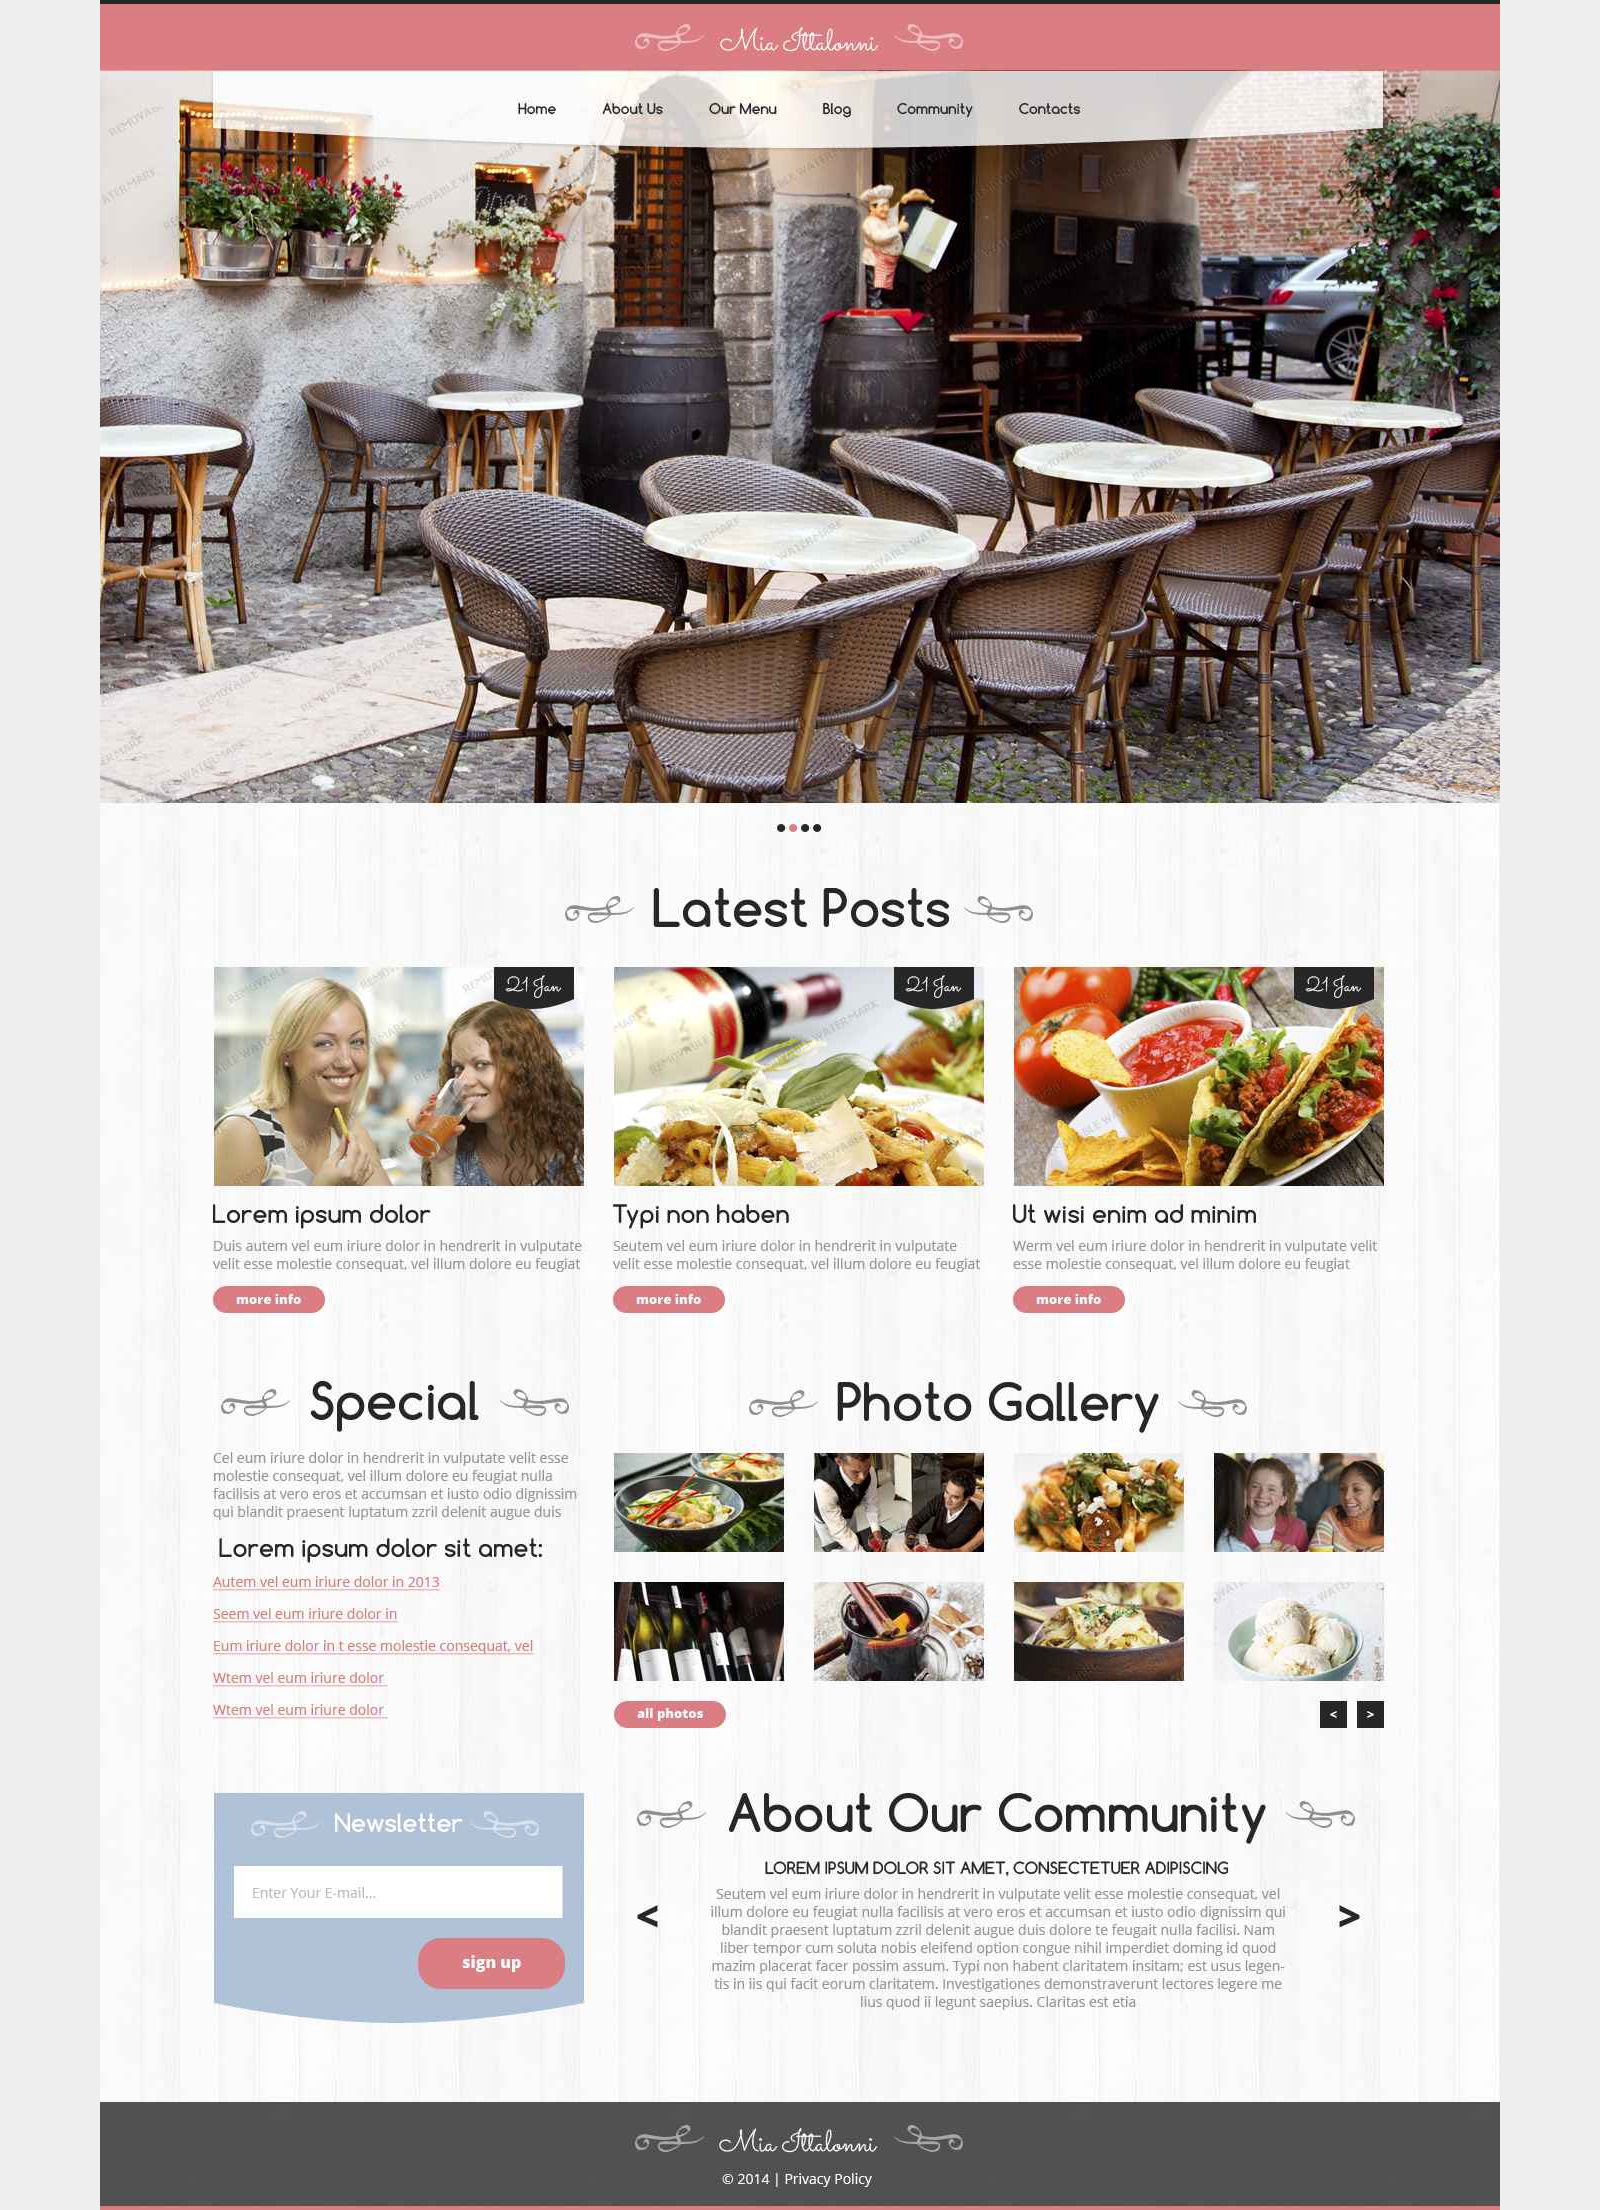 Mia Ittalonni
Home About Us Our Menu Blog Community Contacts
Open
REMOVABLE WATERMARK
Latest Posts
21 Jan
21 Jan
21 Jan
Lorem ipsum dolor
Duis autem vel eum iriure dolor in hendrerit in vulputate
velit esse molestie consequat, vel illum dolore eu feugiat
more info
Typi non haben
Seutem vel eum iriure dolor in hendrerit in vulputate
velit esse molestie consequat, vel illum dolore eu feugiat
more info
Ut wisi enim ad minim
Werm vel eum iriure dolor in hendrerit in vulputate velit
esse molestie consequat, vel illum dolore eu feugiat
more info
Special
Cel eum iriure dolor in hendrerit in vulputate velit esse
molestie consequat, vel illum dolore eu feugiat nulla
facilisis at vero eros et accumsan et iusto odio dignissim
qui blandit praesent luptatum zzril delenit augue duis
Lorem ipsum dolor sit amet:
Autem vel eum iriure dolor in 2013
Seem vel eum iriure dolor in
Eum iriure dolor in t esse molestie consequat, vel
Wtem vel eum iriure dolor
Wtem vel eum iriure dolor
Photo Gallery
all photos
< >
Newsletter
Enter Your E-mail...
sign up
About Our Community
LOREM IPSUM DOLOR SIT AMET, CONSECTETUER ADIPISCING
Seutem vel eum iriure dolor in hendrerit in vulputate velit esse molestie consequat, vel
illum dolore eu feugiat nulla facilisis at vero eros et accumsan et iusto odio dignissim qui
blandit praesent luptatum zzril delenit augue duis dolore te feugait nulla facilisi. Nam
liber tempor cum soluta nobis eleifend option congue nihil imperdiet doming id quod
mazim placerat facer possim assum. Typi non habent claritatem insitam; est usus legen-
tis in iis qui facit eorum claritatem. Investigationes demonstraverunt lectores legere me
lius quod ii legunt saepius. Claritas est etia
< >
Mia Ittalonni
© 2014 | Privacy Policy